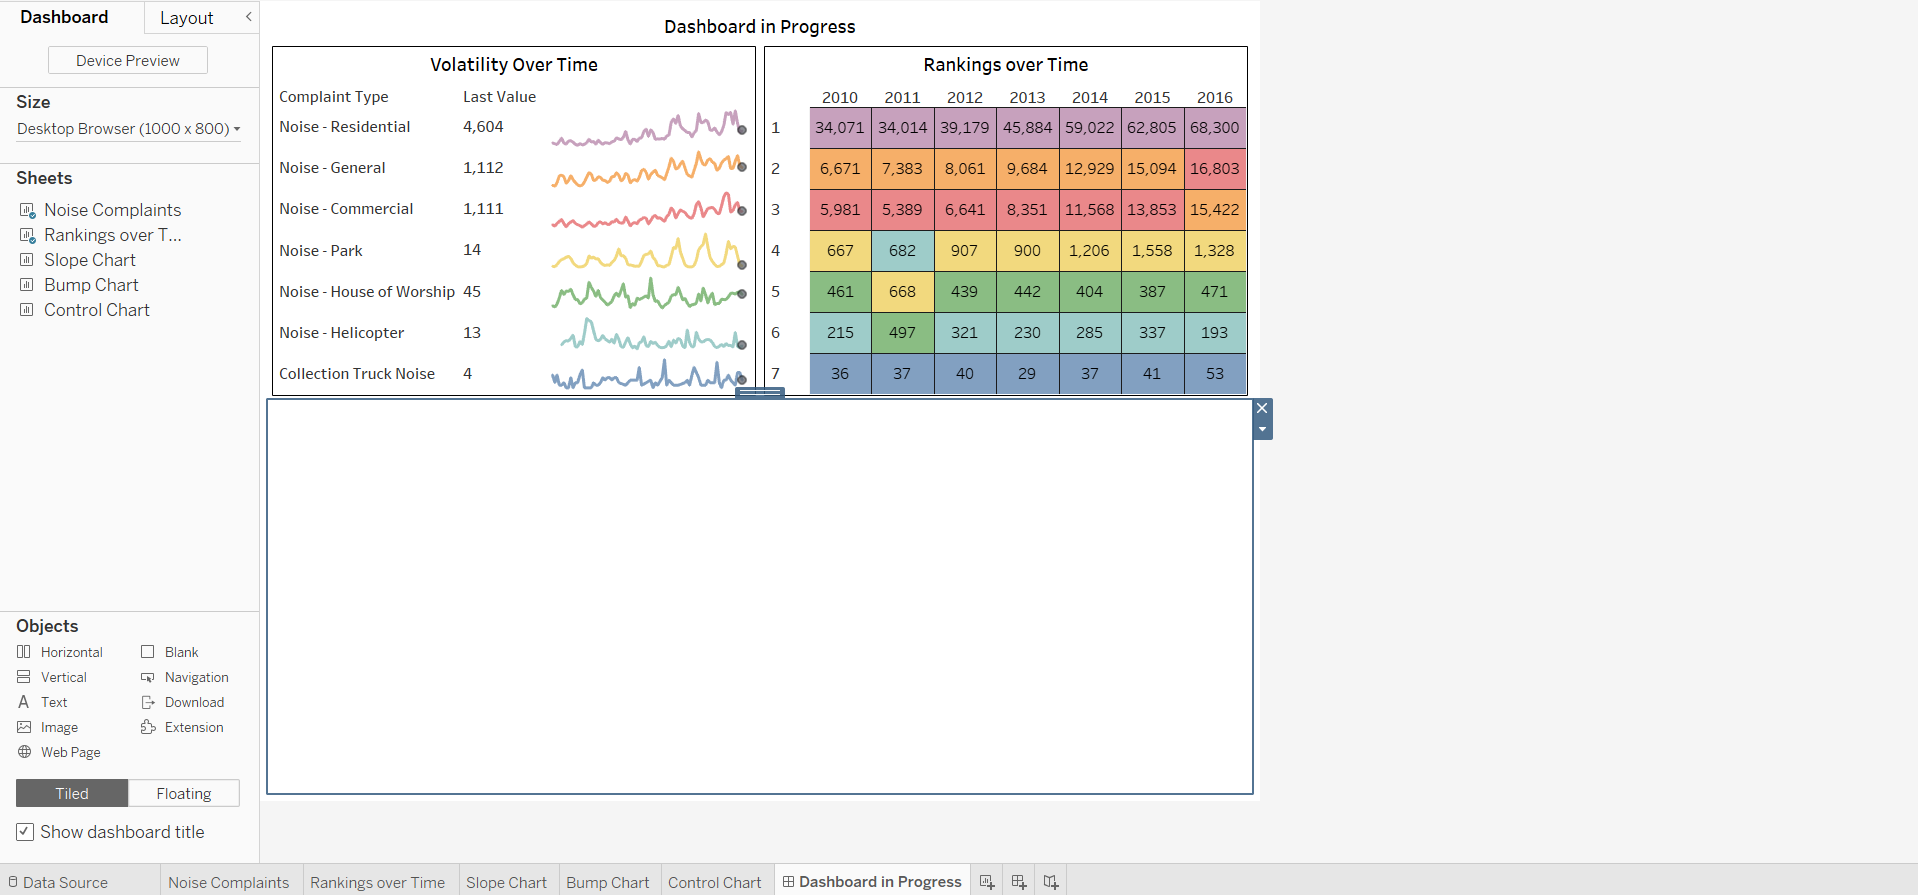 Dashboard
Layout
<
Device Preview
Size
Desktop Browser (1000 x 800)
Sheets
Noise Complaints
Rankings over T...
Slope Chart
Bump Chart
Control Chart
Objects
Horizontal
Blank
Vertical
Navigation
A Text
Download
Image
Extension
Web Page
Tiled
Floating
Show dashboard title
Dashboard in Progress
Volatility Over Time
Complaint Type Last Value
Noise - Residential 4,604
Noise - General 1,112
Noise - Commercial 1,111
Noise - Park 14
Noise - House of Worship 45
Noise - Helicopter 13
Collection Truck Noise 4
Rankings over Time
2010 2011 2012 2013 2014 2015 2016
1 34,071 34,014 39,179 45,884 59,022 62,805 68,300
2 6,671 7,383 8,061 9,684 12,929 15,094 16,803
3 5,981 5,389 6,641 8,351 11,568 13,853 15,422
4 667 682 907 900 1,206 1,558 1,328
5 461 668 439 442 404 387 471
6 215 497 321 230 285 337 193
7 36 37 40 29 37 41 53
Data Source
Noise Complaints
Rankings over Time
Slope Chart
Bump Chart
Control Chart
Dashboard in Progress